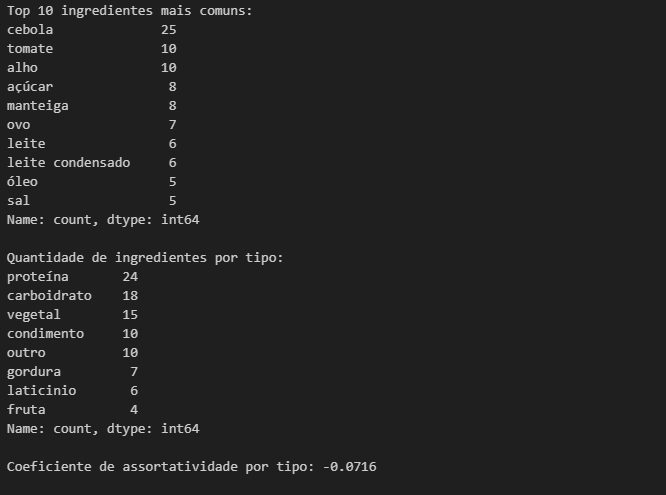 Top 10 ingredientes mais comuns:
cebola 25
tomate 10
alho 10
açúcar 8
manteiga 8
ovo 7
leite 6
leite condensado 6
óleo 5
sal 5
Name: count, dtype: int64
Quantidade de ingredientes por tipo:
proteína 24
carboidrato 18
vegetal 15
condimento 10
outro 10
gordura 7
laticinio 6
fruta 4
Name: count, dtype: int64
Coeficiente de assortatividade por tipo: -0.0716